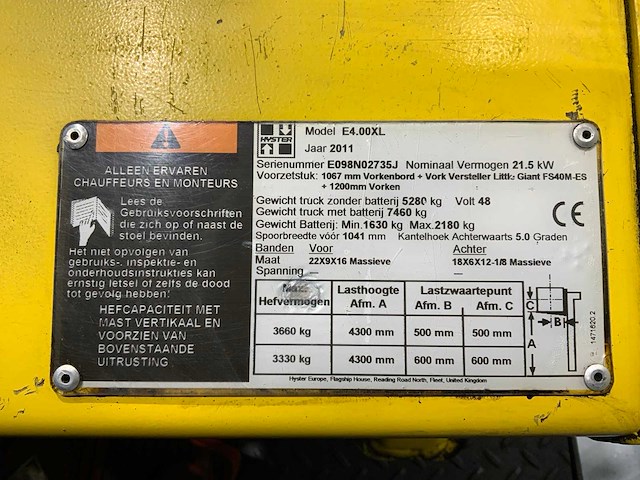 HYSTER
Model E4.00XL
Jaar 2011
Serienummer E098N02735J Nominaal Vermogen 21.5 kW
Voorzetstuk: 1067 mm Vorkenbord + Vork Versteller Little Giant FS40M-ES
+ 1200mm Vorken
Gewicht truck zonder batterij 5280 kg Volt 48
Gewicht truck met batterij 7460 kg
Gewicht Batterij: Min.1630 kg Max.2180 kg
CE
Spoorbreedte vóór 1041 mm Kantelhoek Achterwaarts 5.0 Graden
Banden Voor Achter
Maat 22X9X16 Massieve 18X6X12-1/8 Massieve
Spanning — —
Hefvermogen Lasthoogte Afm. A Lastzwaartepunt Afm. B Afm. C
3660 kg 4300 mm 500 mm 500 mm
3330 kg 4300 mm 600 mm 600 mm
C
B
A
1471620.2
Hyster Europe, Flagship House, Reading Road North, Fleet, United Kingdom
ALLEEN ERVAREN
CHAUFFEURS EN MONTEURS
Lees de
Gebruiksvoorschriften
die zich op of naast de
stoel bevinden.
Het niet opvolgen van
gebruiks-. inspektie- en
onderhoudsinstrukties kan
ernstig letsel of zelfs de dood
tot gevolg hebben!
HEFCAPACITEIT MET
MAST VERTIKAAL EN
VOORZIEN VAN
BOVENSTAANDE
UITRUSTING